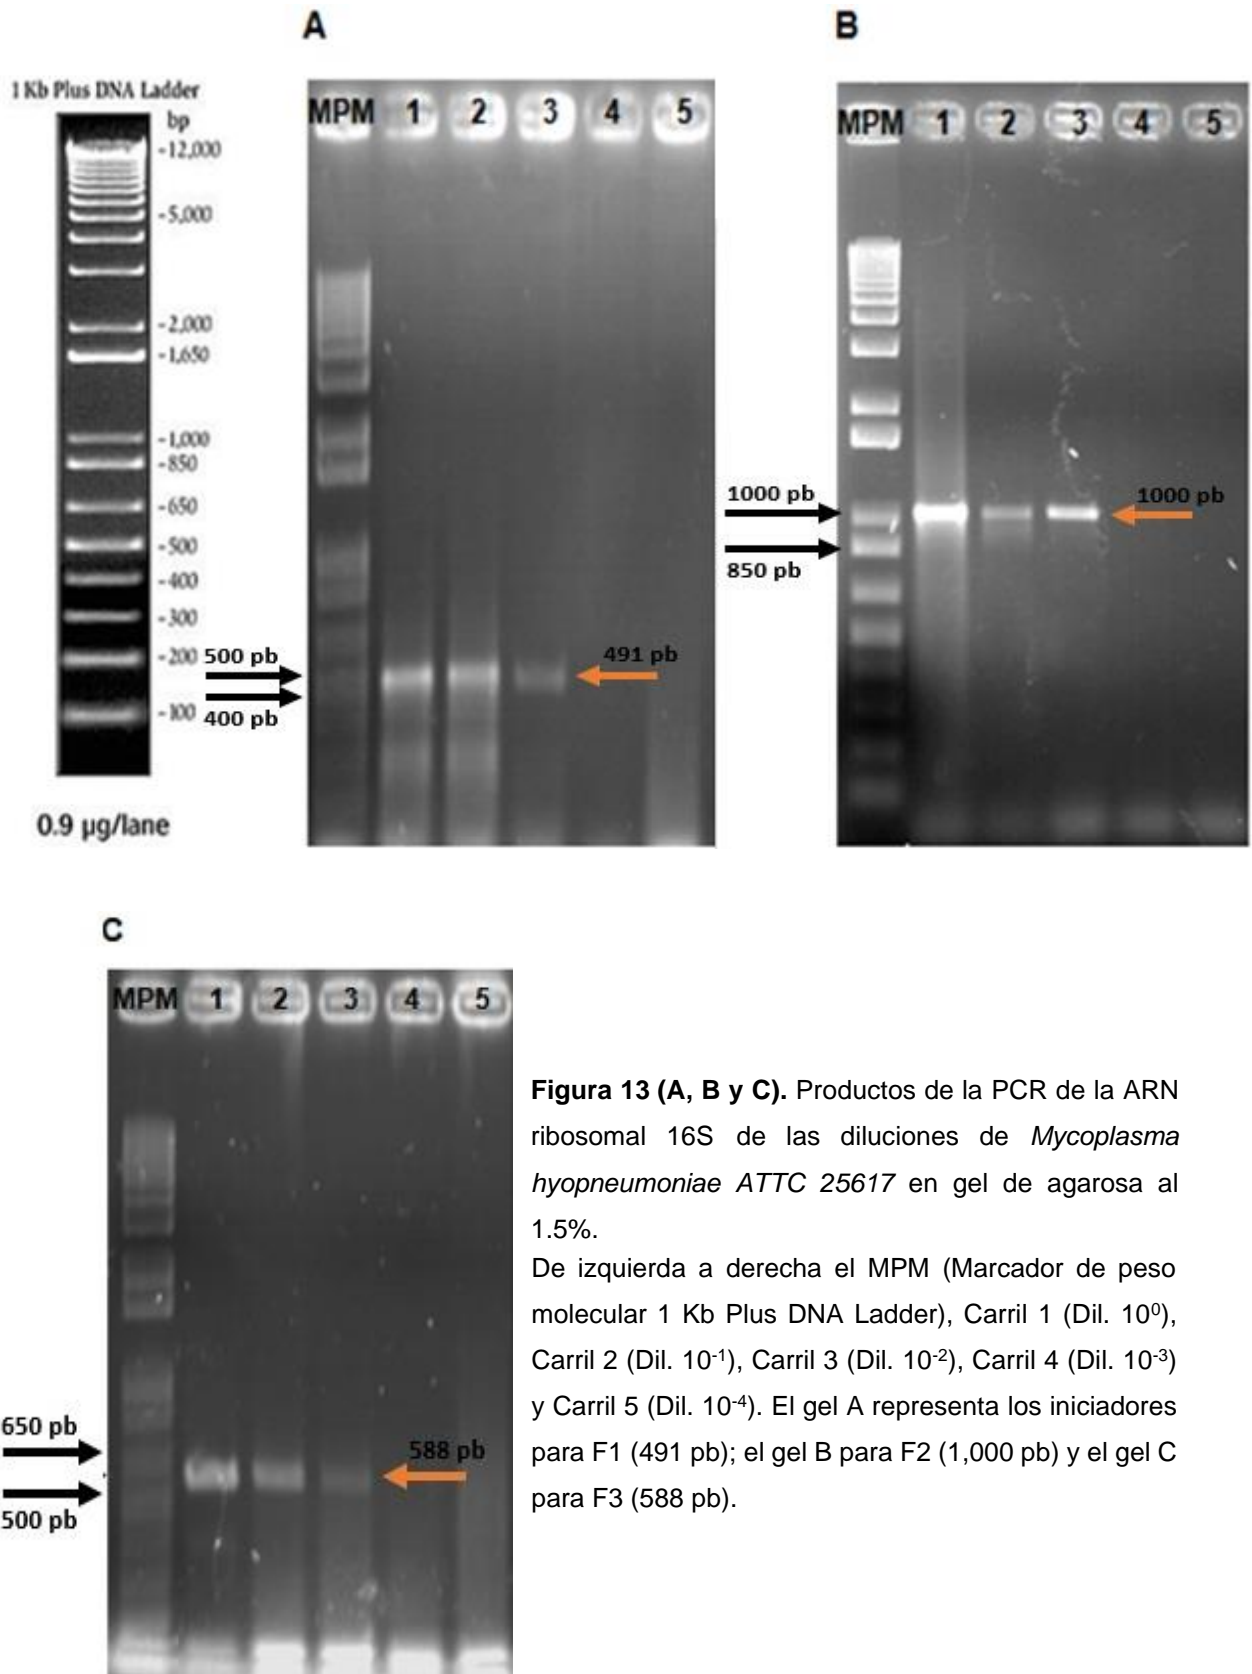 A
B
1 Kb Plus DNA Ladder
bp
-12,000
-5,000
-2,000
-1,650
-1,000
-850
-650
-500
-400
-300
-200
-100
0.9 µg/lane
MPM 1 2 3 4 5
500 pb
400 pb
491 pb
MPM 1 2 3 4 5
1000 pb
850 pb
1000 pb
C
MPM 1 2 3 4 5
650 pb
500 pb
588 pb
Figura 13 (A, B y C). Productos de la PCR de la ARN
ribosomal 16S de las diluciones de Mycoplasma
hyopneumoniae ATTC 25617 en gel de agarosa al
1.5%.
De izquierda a derecha el MPM (Marcador de peso
molecular 1 Kb Plus DNA Ladder), Carril 1 (Dil. 10⁰),
Carril 2 (Dil. 10⁻¹), Carril 3 (Dil. 10⁻²), Carril 4 (Dil. 10⁻³)
y Carril 5 (Dil. 10⁻⁴). El gel A representa los iniciadores
para F1 (491 pb); el gel B para F2 (1,000 pb) y el gel C
para F3 (588 pb).